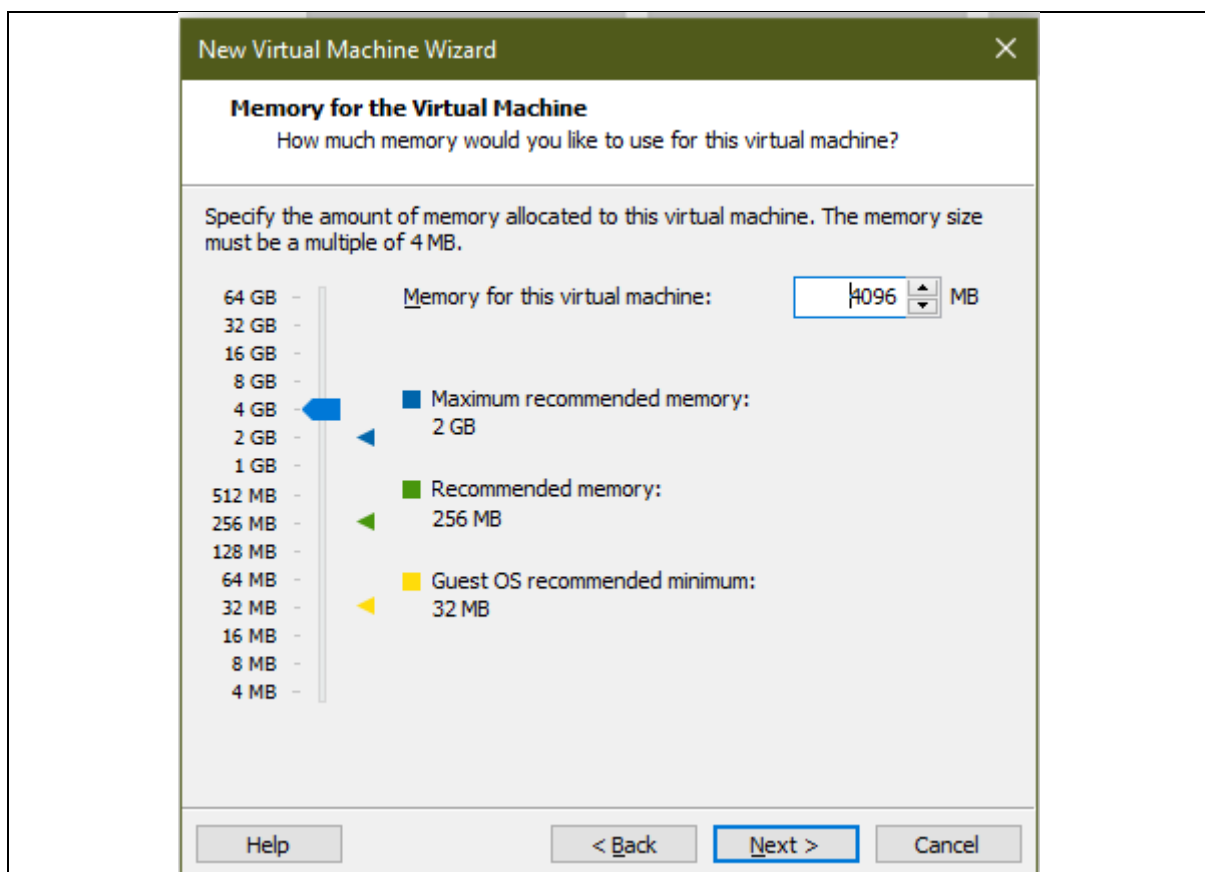 New Virtual Machine Wizard
Memory for the Virtual Machine
How much memory would you like to use for this virtual machine?
Specify the amount of memory allocated to this virtual machine. The memory size
must be a multiple of 4 MB.
64 GB
Memory for this virtual machine: 4096 MB
32 GB
16 GB
8 GB
4 GB
2 GB
1 GB
512 MB
256 MB
128 MB
64 MB
32 MB
16 MB
8 MB
4 MB
Maximum recommended memory:
2 GB
Recommended memory:
256 MB
Guest OS recommended minimum:
32 MB
Help
< Back
Next >
Cancel